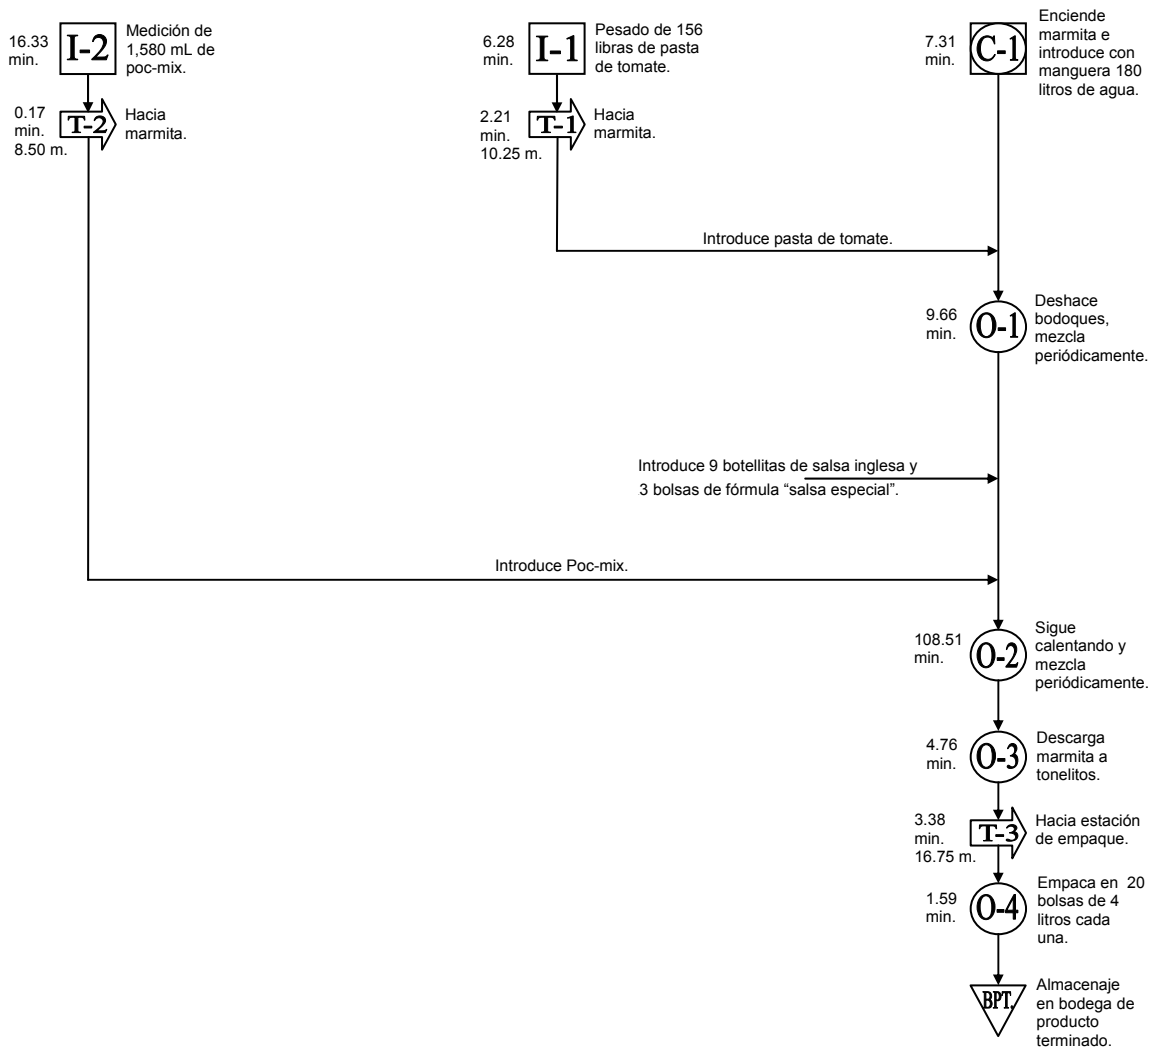 16.33
min.
I-2
Medición de
1,580 mL de
poc-mix.
6.28
min.
I-1
Pesado de 156
libras de pasta
de tomate.
7.31
min.
C-1
Enciende
marmita e
introduce con
manguera 180
litros de agua.
0.17
min.
8.50 m.
T-2
Hacia
marmita.
2.21
min.
10.25 m.
T-1
Hacia
marmita.
Introduce pasta de tomate.
9.66
min.
O-1
Deshace
bodoques,
mezcla
periódicamente.
Introduce 9 botellitas de salsa inglesa y
3 bolsas de fórmula “salsa especial”.
Introduce Poc-mix.
108.51
min.
O-2
Sigue
calentando y
mezcla
periódicamente.
4.76
min.
O-3
Descarga
marmita a
tonelitos.
3.38
min.
16.75 m.
T-3
Hacia estación
de empaque.
1.59
min.
O-4
Empaca en 20
bolsas de 4
litros cada
una.
BPT.
Almacenaje
en bodega de
producto
terminado.